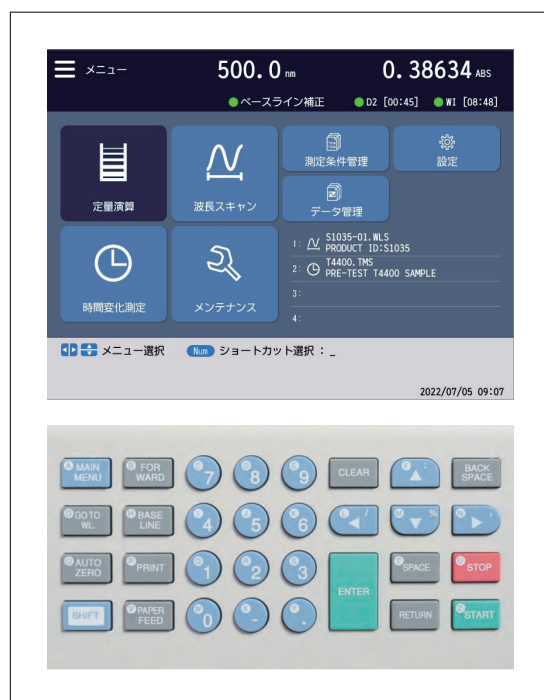 メニュー 500.0 nm 0.38634 ABS
ベースライン補正 D2 [00:45] WI [08:48]
定量演算
波長スキャン
測定条件管理
設定
データ管理
時間変化測定
メンテナンス
1: S1035-01.WLS
PRODUCT ID:S1035
2: T4400.TMS
PRE-TEST T4400 SAMPLE
3:
4:
メニュー選択 Num ショートカット選択：_
2022/07/05 09:07
A MAIN MENU
B FOR WARD
C 7
D 8
E 9
CLEAR
F :
BACK SPACE
G GO TO WL.
H BASE LINE
I 4
J 5
K 6
L /
M %
N
O AUTO ZERO
P PRINT
Q 1
R 2
S 3
ENTER
T SPACE
U STOP
SHIFT
V PAPER FEED
W 0
X -
Y .
RETURN
Z START